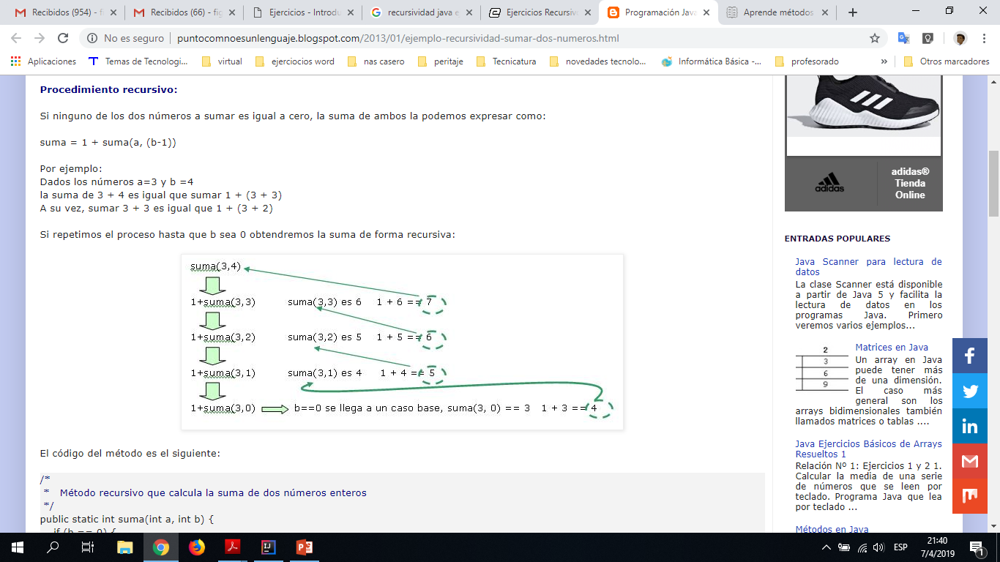 Recibidos (954) - fi
Recibidos (66) - fig
Ejercicios - Introdu
recursividad java e
Ejercicios Recursiv
Programación Jav
Aprende métodos
No es seguro | puntocomnoesunlenguaje.blogspot.com/2013/01/ejemplo-recursividad-sumar-dos-numeros.html
Aplicaciones
Temas de Tecnologi...
virtual
ejerciocios word
nas casero
peritaje
Tecnicatura
novedades tecnolo...
Informática Básica -...
profesorado
»
Otros marcadores
Procedimiento recursivo:
Si ninguno de los dos números a sumar es igual a cero, la suma de ambos la podemos expresar como:
suma = 1 + suma(a, (b-1))
Por ejemplo:
Dados los números a=3 y b =4
la suma de 3 + 4 es igual que sumar 1 + (3 + 3)
A su vez, sumar 3 + 3 es igual que 1 + (3 + 2)
Si repetimos el proceso hasta que b sea 0 obtendremos la suma de forma recursiva:
suma(3,4)
1+suma(3,3) suma(3,3) es 6 1 + 6 == 7
1+suma(3,2) suma(3,2) es 5 1 + 5 == 6
1+suma(3,1) suma(3,1) es 4 1 + 4 == 5
1+suma(3,0) b==0 se llega a un caso base, suma(3, 0) == 3 1 + 3 == 4
El código del método es el siguiente:
/*
* Método recursivo que calcula la suma de dos números enteros
*/
public static int suma(int a, int b) {
if (b == 0) {
adidas
adidas®
Tienda
Online
ENTRADAS POPULARES
Java Scanner para lectura de
datos
La clase Scanner está disponible
a partir de Java 5 y facilita la
lectura de datos en los
programas Java. Primero
veremos varios ejemplos...
2
3
6
9
Matrices en Java
Un array en Java
puede tener más
de una dimensión.
El caso más
general son los
arrays bidimensionales también
llamados matrices o tablas ....
Java Ejercicios Básicos de Arrays
Resueltos 1
Relación Nº 1: Ejercicios 1 y 2 1.
Calcular la media de una serie
de números que se leen por
teclado. Programa Java que lea
por teclado ...
Métodos en Java
ESP
21:40
7/4/2019
1